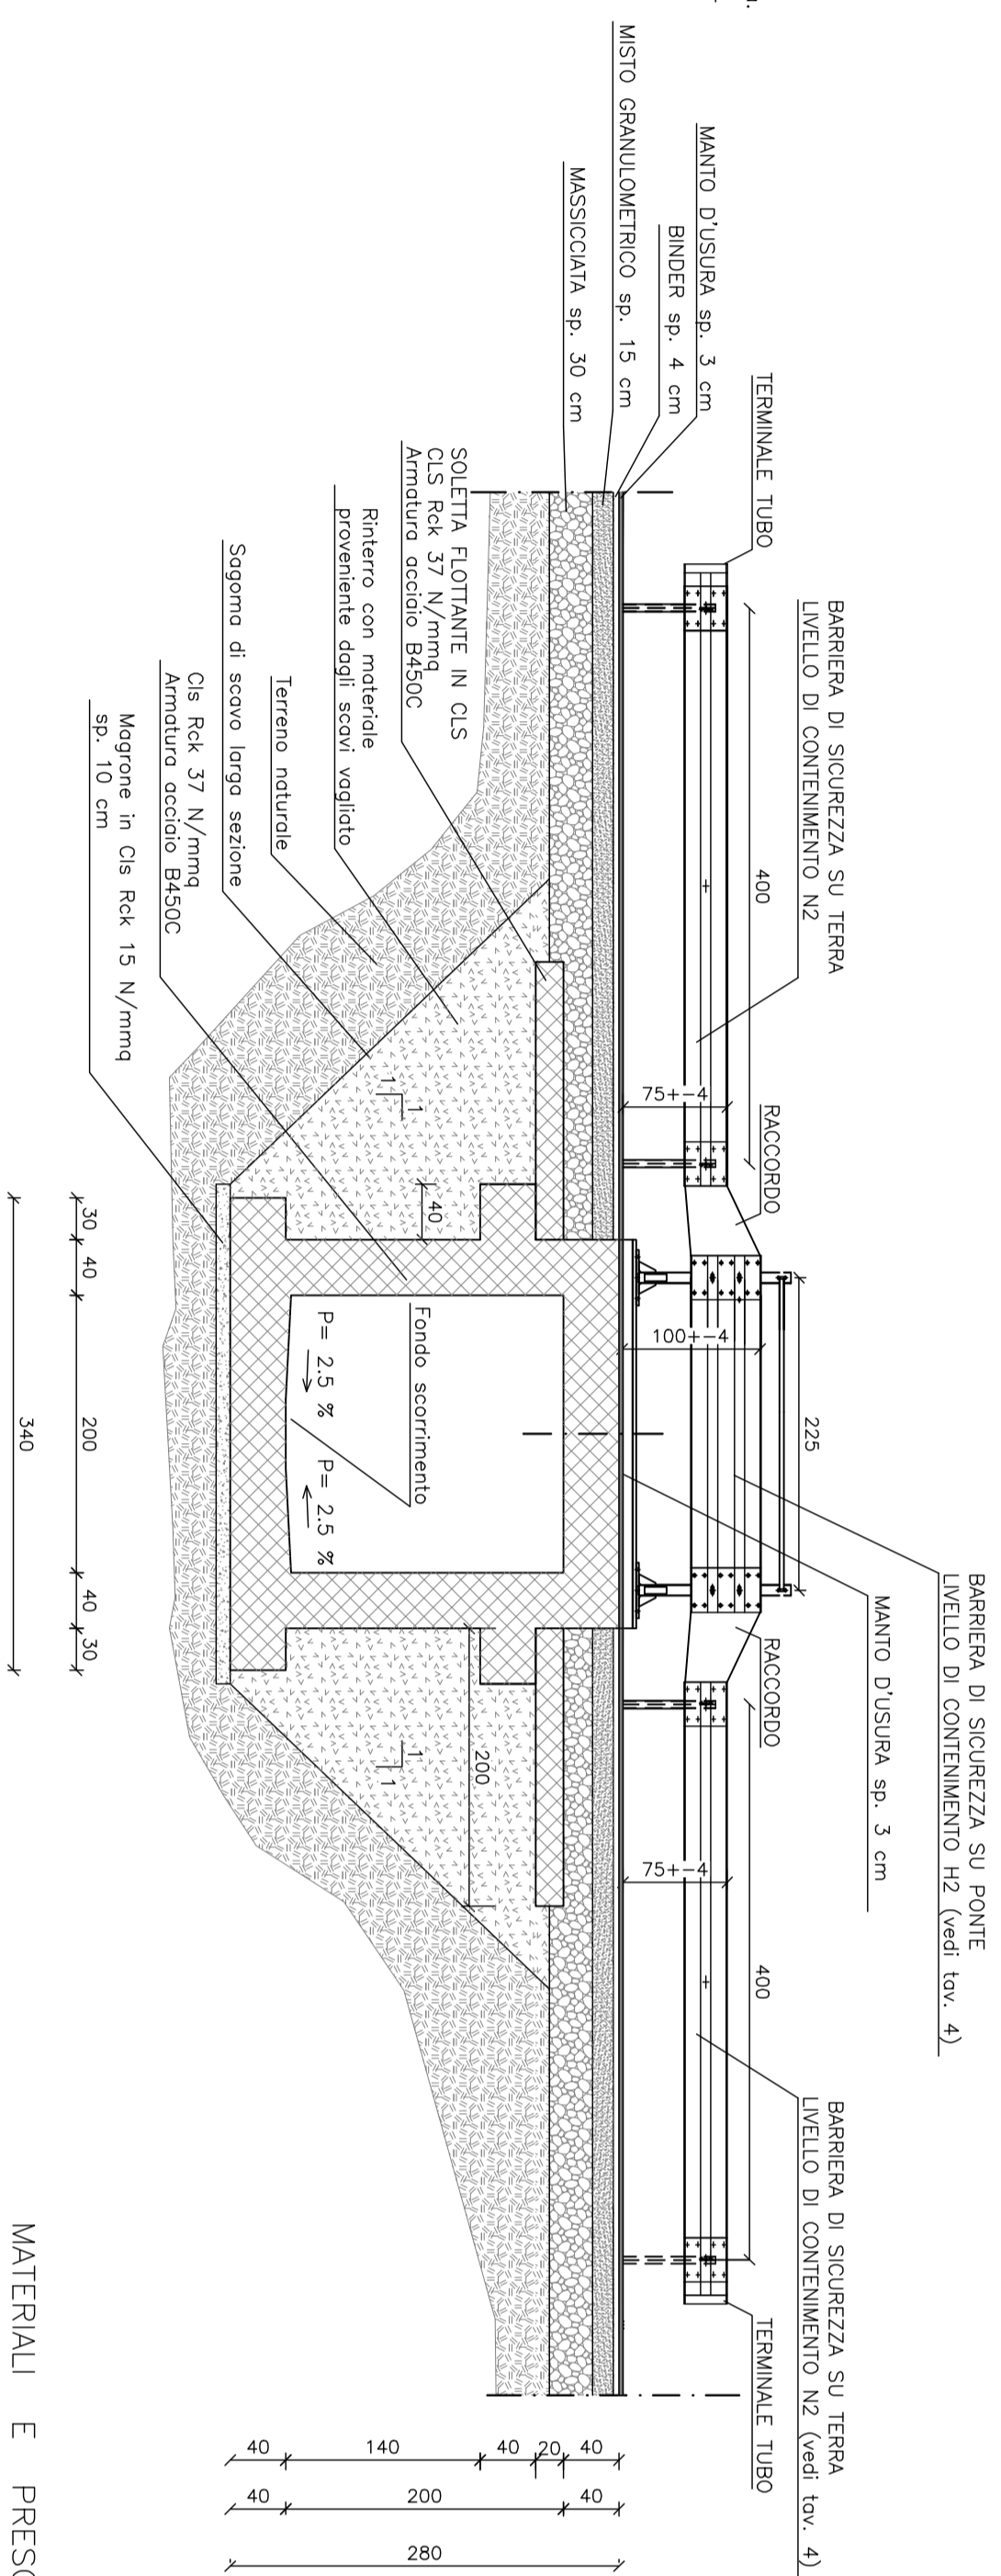 BARRIERA DI SICUREZZA SU PONTE
LIVELLO DI CONTENIMENTO H2 (vedi tav. 4)
MANTO D'USURA sp. 3 cm
BARRIERA DI SICUREZZA SU TERRA
LIVELLO DI CONTENIMENTO N2
BARRIERA DI SICUREZZA SU TERRA
LIVELLO DI CONTENIMENTO N2 (vedi tav. 4)
225
TERMINALE TUBO
400
RACCORDO
RACCORDO
400
TERMINALE TUBO
MANTO D'USURA sp. 3 cm
BINDER sp. 4 cm
MISTO GRANULOMETRICO sp. 15 cm
MASSICCIATA sp. 30 cm
75+-4
100+-4
75+-4
SOLETTA FLOTTANTE IN CLS
CLS Rck 37 N/mmq
Armatura acciaio B450C
Rinterro con materiale
proveniente dagli scavi vagliato
Terreno naturale
Sagoma di scavo larga sezione
Cls Rck 37 N/mmq
Armatura acciaio B450C
Magrone in Cls Rck 15 N/mmq
sp. 10 cm
40
200
1
1
1
1
Fondo scorrimento
P= 2.5 %
P= 2.5 %
30
40
200
40
30
340
40
140
40
20
40
40
200
40
280
MATERIALI E